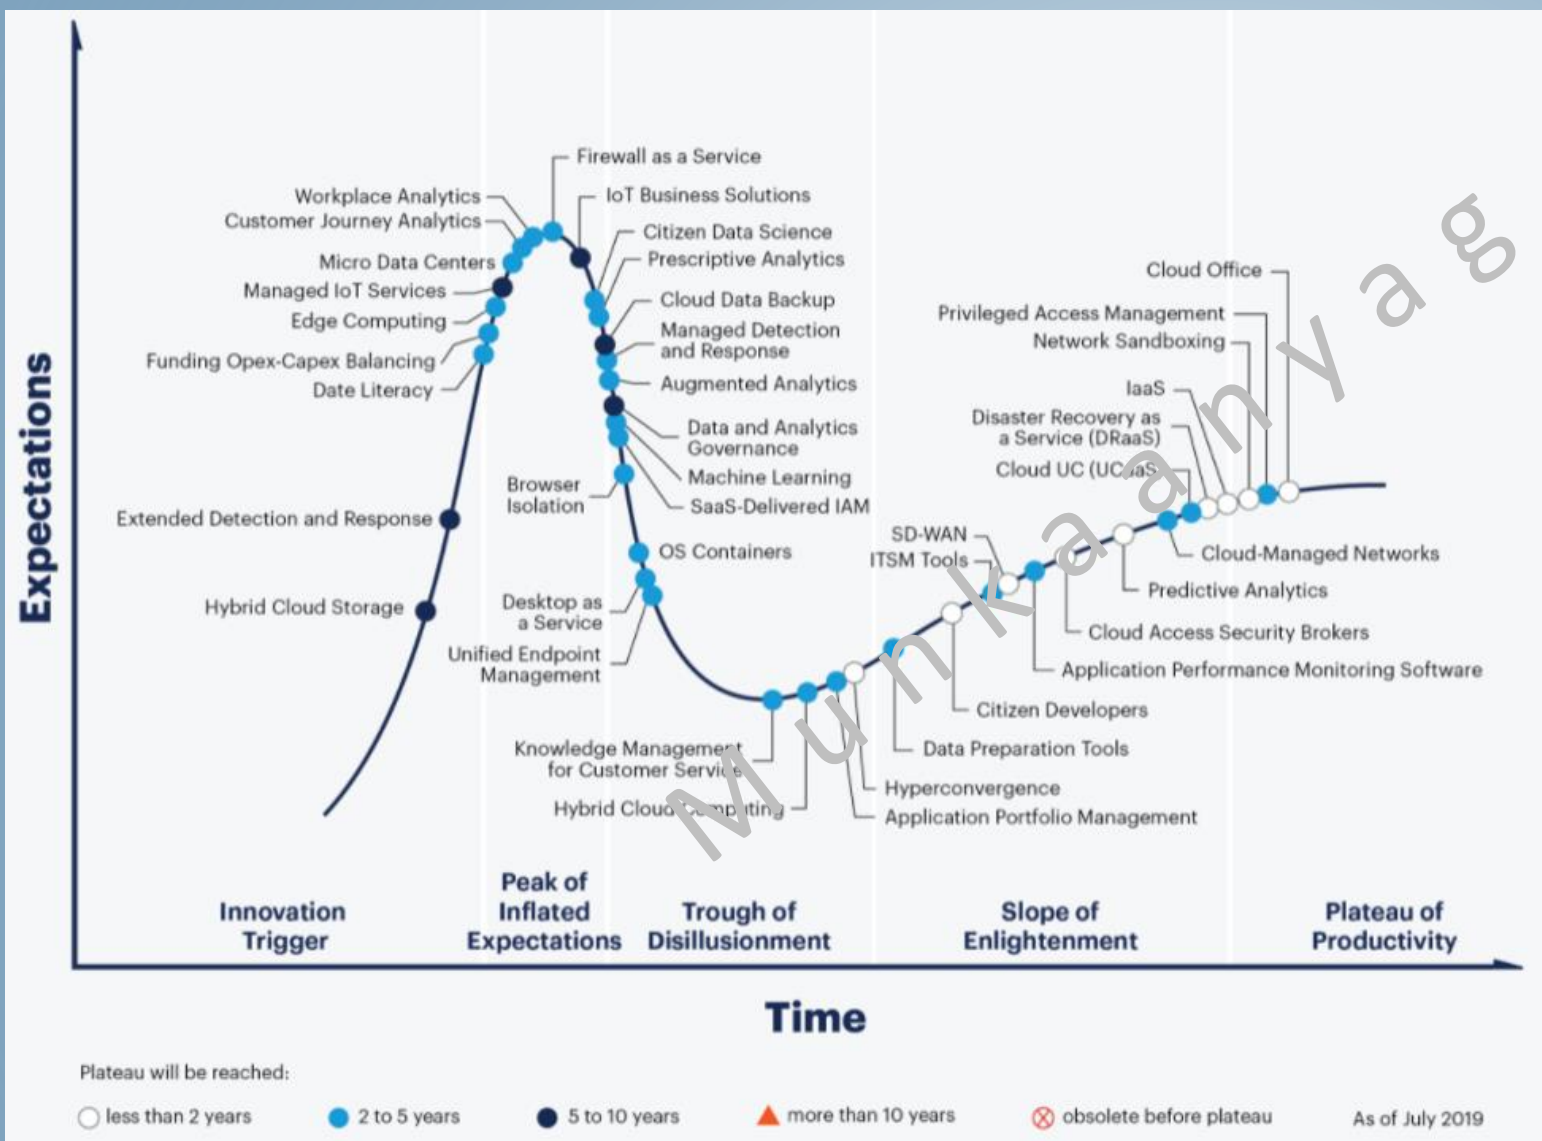 Firewall as a Service
Workplace Analytics
IoT Business Solutions
Customer Journey Analytics
Citizen Data Science
Micro Data Centers
Prescriptive Analytics
Managed IoT Services
Cloud Data Backup
Edge Computing
Managed Detection
and Response
Funding Opex-Capex Balancing
Augmented Analytics
Date Literacy
Data and Analytics
Governance
Machine Learning
Browser
Isolation
SaaS-Delivered IAM
Extended Detection and Response
OS Containers
Hybrid Cloud Storage
Desktop as
a Service
Unified Endpoint
Management
Knowledge Management
for Customer Service
Hybrid Cloud Computing
Cloud Office
Privileged Access Management
Network Sandboxing
IaaS
Disaster Recovery as
a Service (DRaaS)
Cloud UC (UCaaS
SD-WAN
ITSM Tools
Cloud-Managed Networks
Predictive Analytics
Cloud Access Security Brokers
Application Performance Monitoring Software
Citizen Developers
Data Preparation Tools
Hyperconvergence
Application Portfolio Management
Munkaanyag
Expectations
Innovation
Trigger
Peak of
Inflated
Expectations
Trough of
Disillusionment
Slope of
Enlightenment
Plateau of
Productivity
Time
Plateau will be reached:
less than 2 years
2 to 5 years
5 to 10 years
more than 10 years
obsolete before plateau
As of July 2019